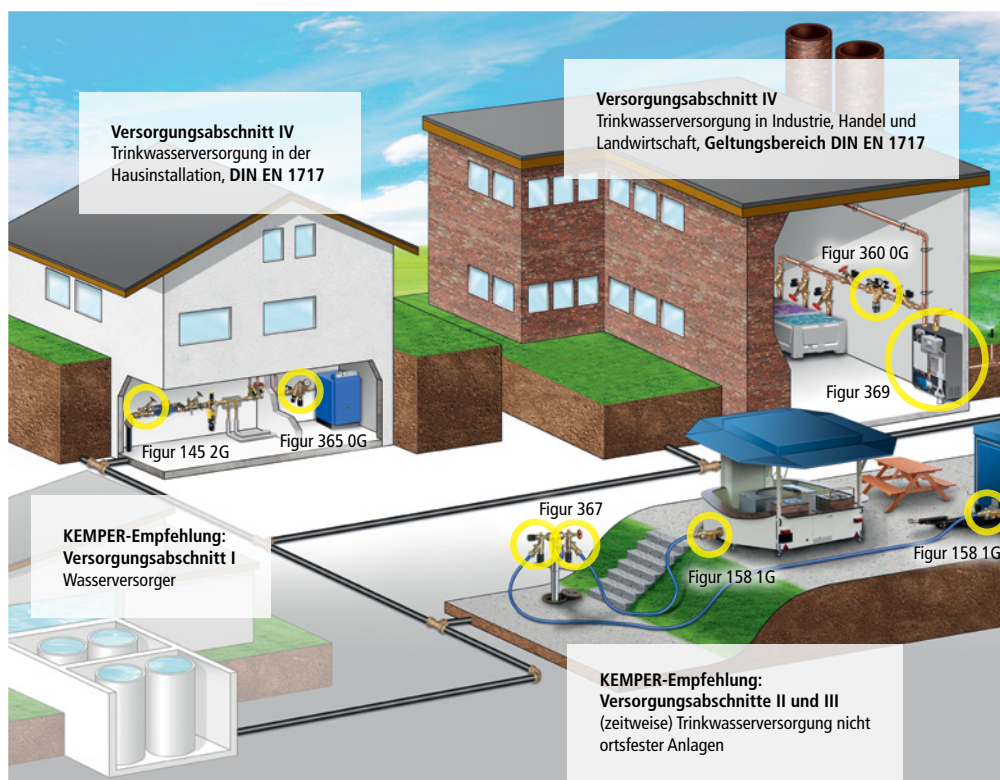 Versorgungsabschnitt IV
Trinkwasserversorgung in der
Hausinstallation, DIN EN 1717
Versorgungsabschnitt IV
Trinkwasserversorgung in Industrie, Handel und
Landwirtschaft, Geltungsbereich DIN EN 1717
Figur 360 0G
Figur 369
Figur 145 2G
Figur 365 0G
Figur 367
Figur 158 1G
Figur 158 1G
KEMPER-Empfehlung:
Versorgungsabschnitt I
Wasserversorger
KEMPER-Empfehlung:
Versorgungsabschnitte II und III
(zeitweise) Trinkwasserversorgung nicht
ortsfester Anlagen